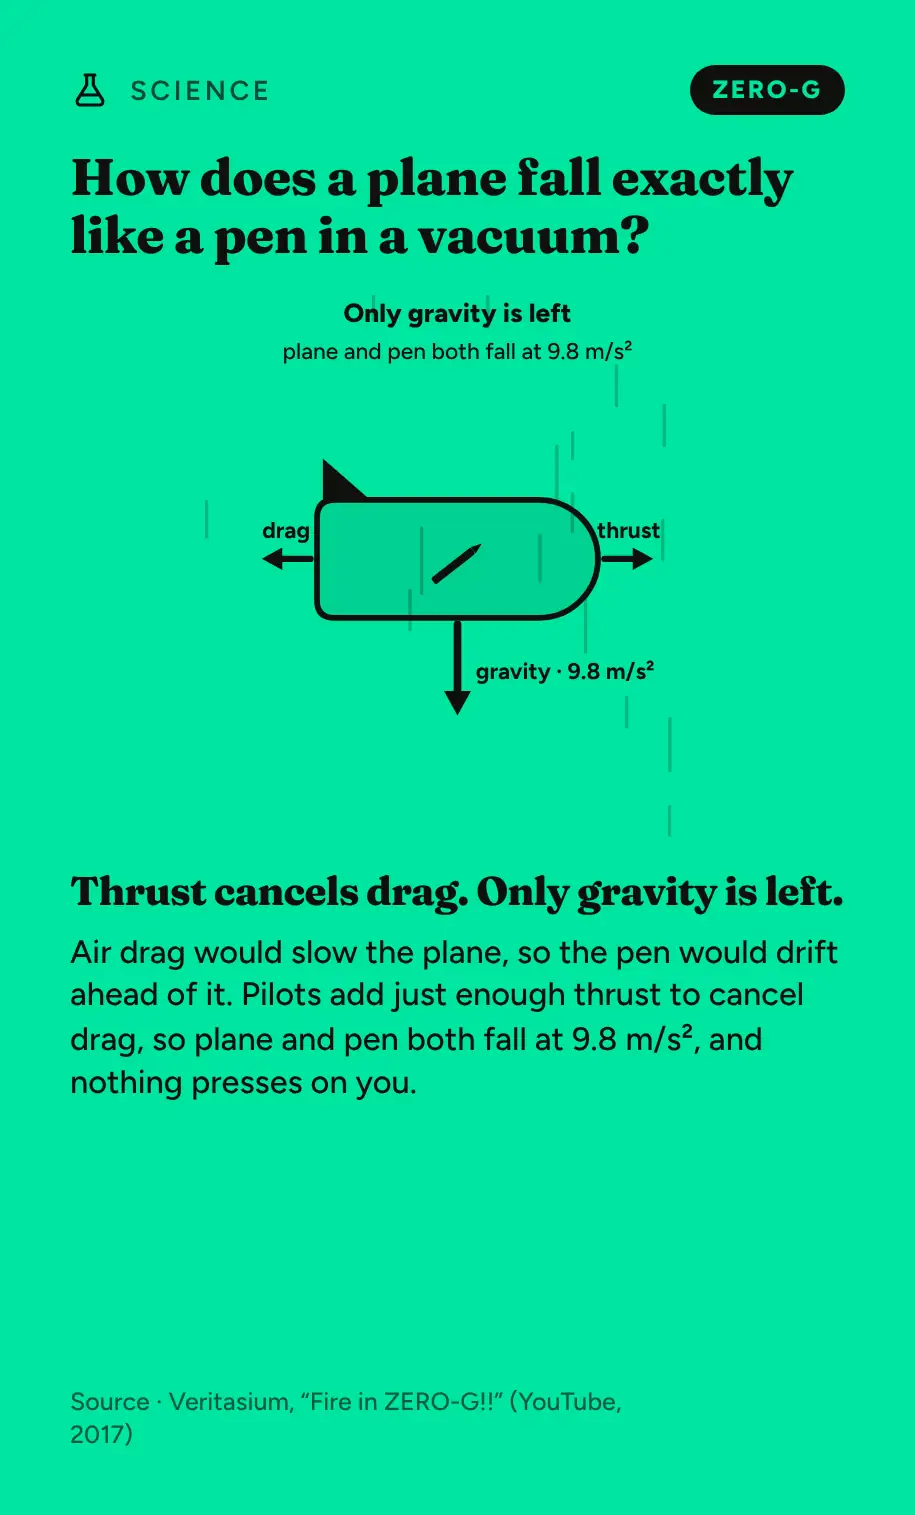 SCIENCE
ZERO-G
How does a plane fall exactly
like a pen in a vacuum?
Only gravity is left
plane and pen both fall at 9.8 m/s²
drag
thrust
gravity · 9.8 m/s²
Thrust cancels drag. Only gravity is left.
Air drag would slow the plane, so the pen would drift
ahead of it. Pilots add just enough thrust to cancel
drag, so plane and pen both fall at 9.8 m/s², and
nothing presses on you.
Source · Veritasium, “Fire in ZERO-G!!” (YouTube,
2017)